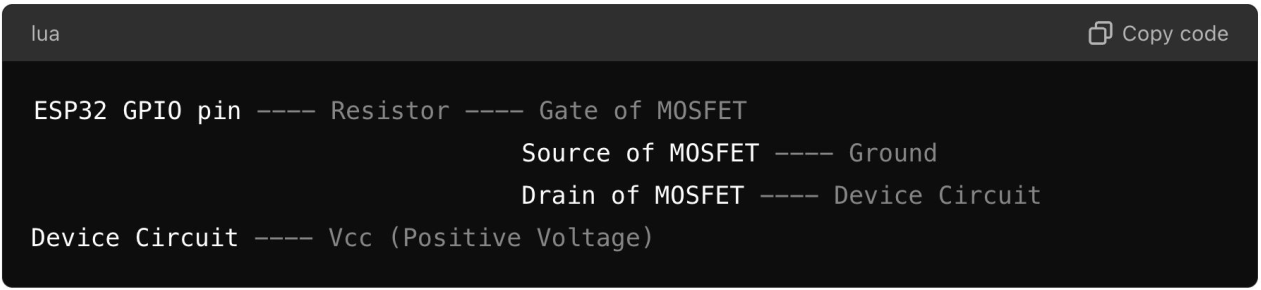 lua
Copy code
ESP32 GPIO pin ---- Resistor ---- Gate of MOSFET
Source of MOSFET ---- Ground
Drain of MOSFET ---- Device Circuit
Device Circuit ---- Vcc (Positive Voltage)